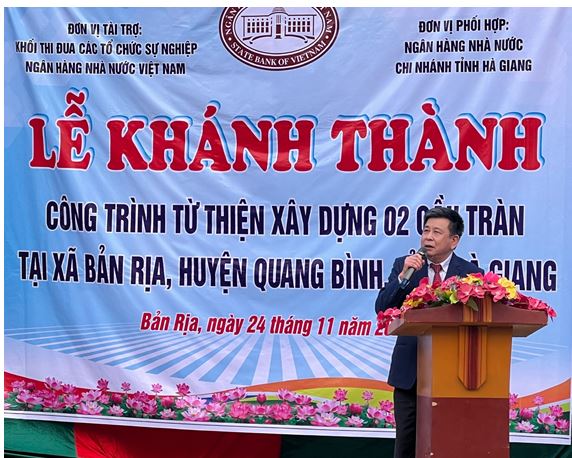 ĐƠN VỊ TÀI TRỢ:
KHỐI THI ĐUA CÁC TỔ CHỨC SỰ NGHIỆP
NGÂN HÀNG NHÀ NƯỚC VIỆT NAM
NGÂN
STATE BANK OF VIETNAM
ĐƠN VỊ PHỐI HỢP:
NGÂN HÀNG NHÀ NƯỚC
CHI NHÁNH TỈNH HÀ GIANG
LỄ KHÁNH THÀNH
CÔNG TRÌNH TỪ THIỆN XÂY DỰNG 02 CẦU TRÀN
TẠI XÃ BẢN RỊA, HUYỆN QUANG BÌNH, GIANG
Bản Rịa, ngày 24 tháng 11 năm